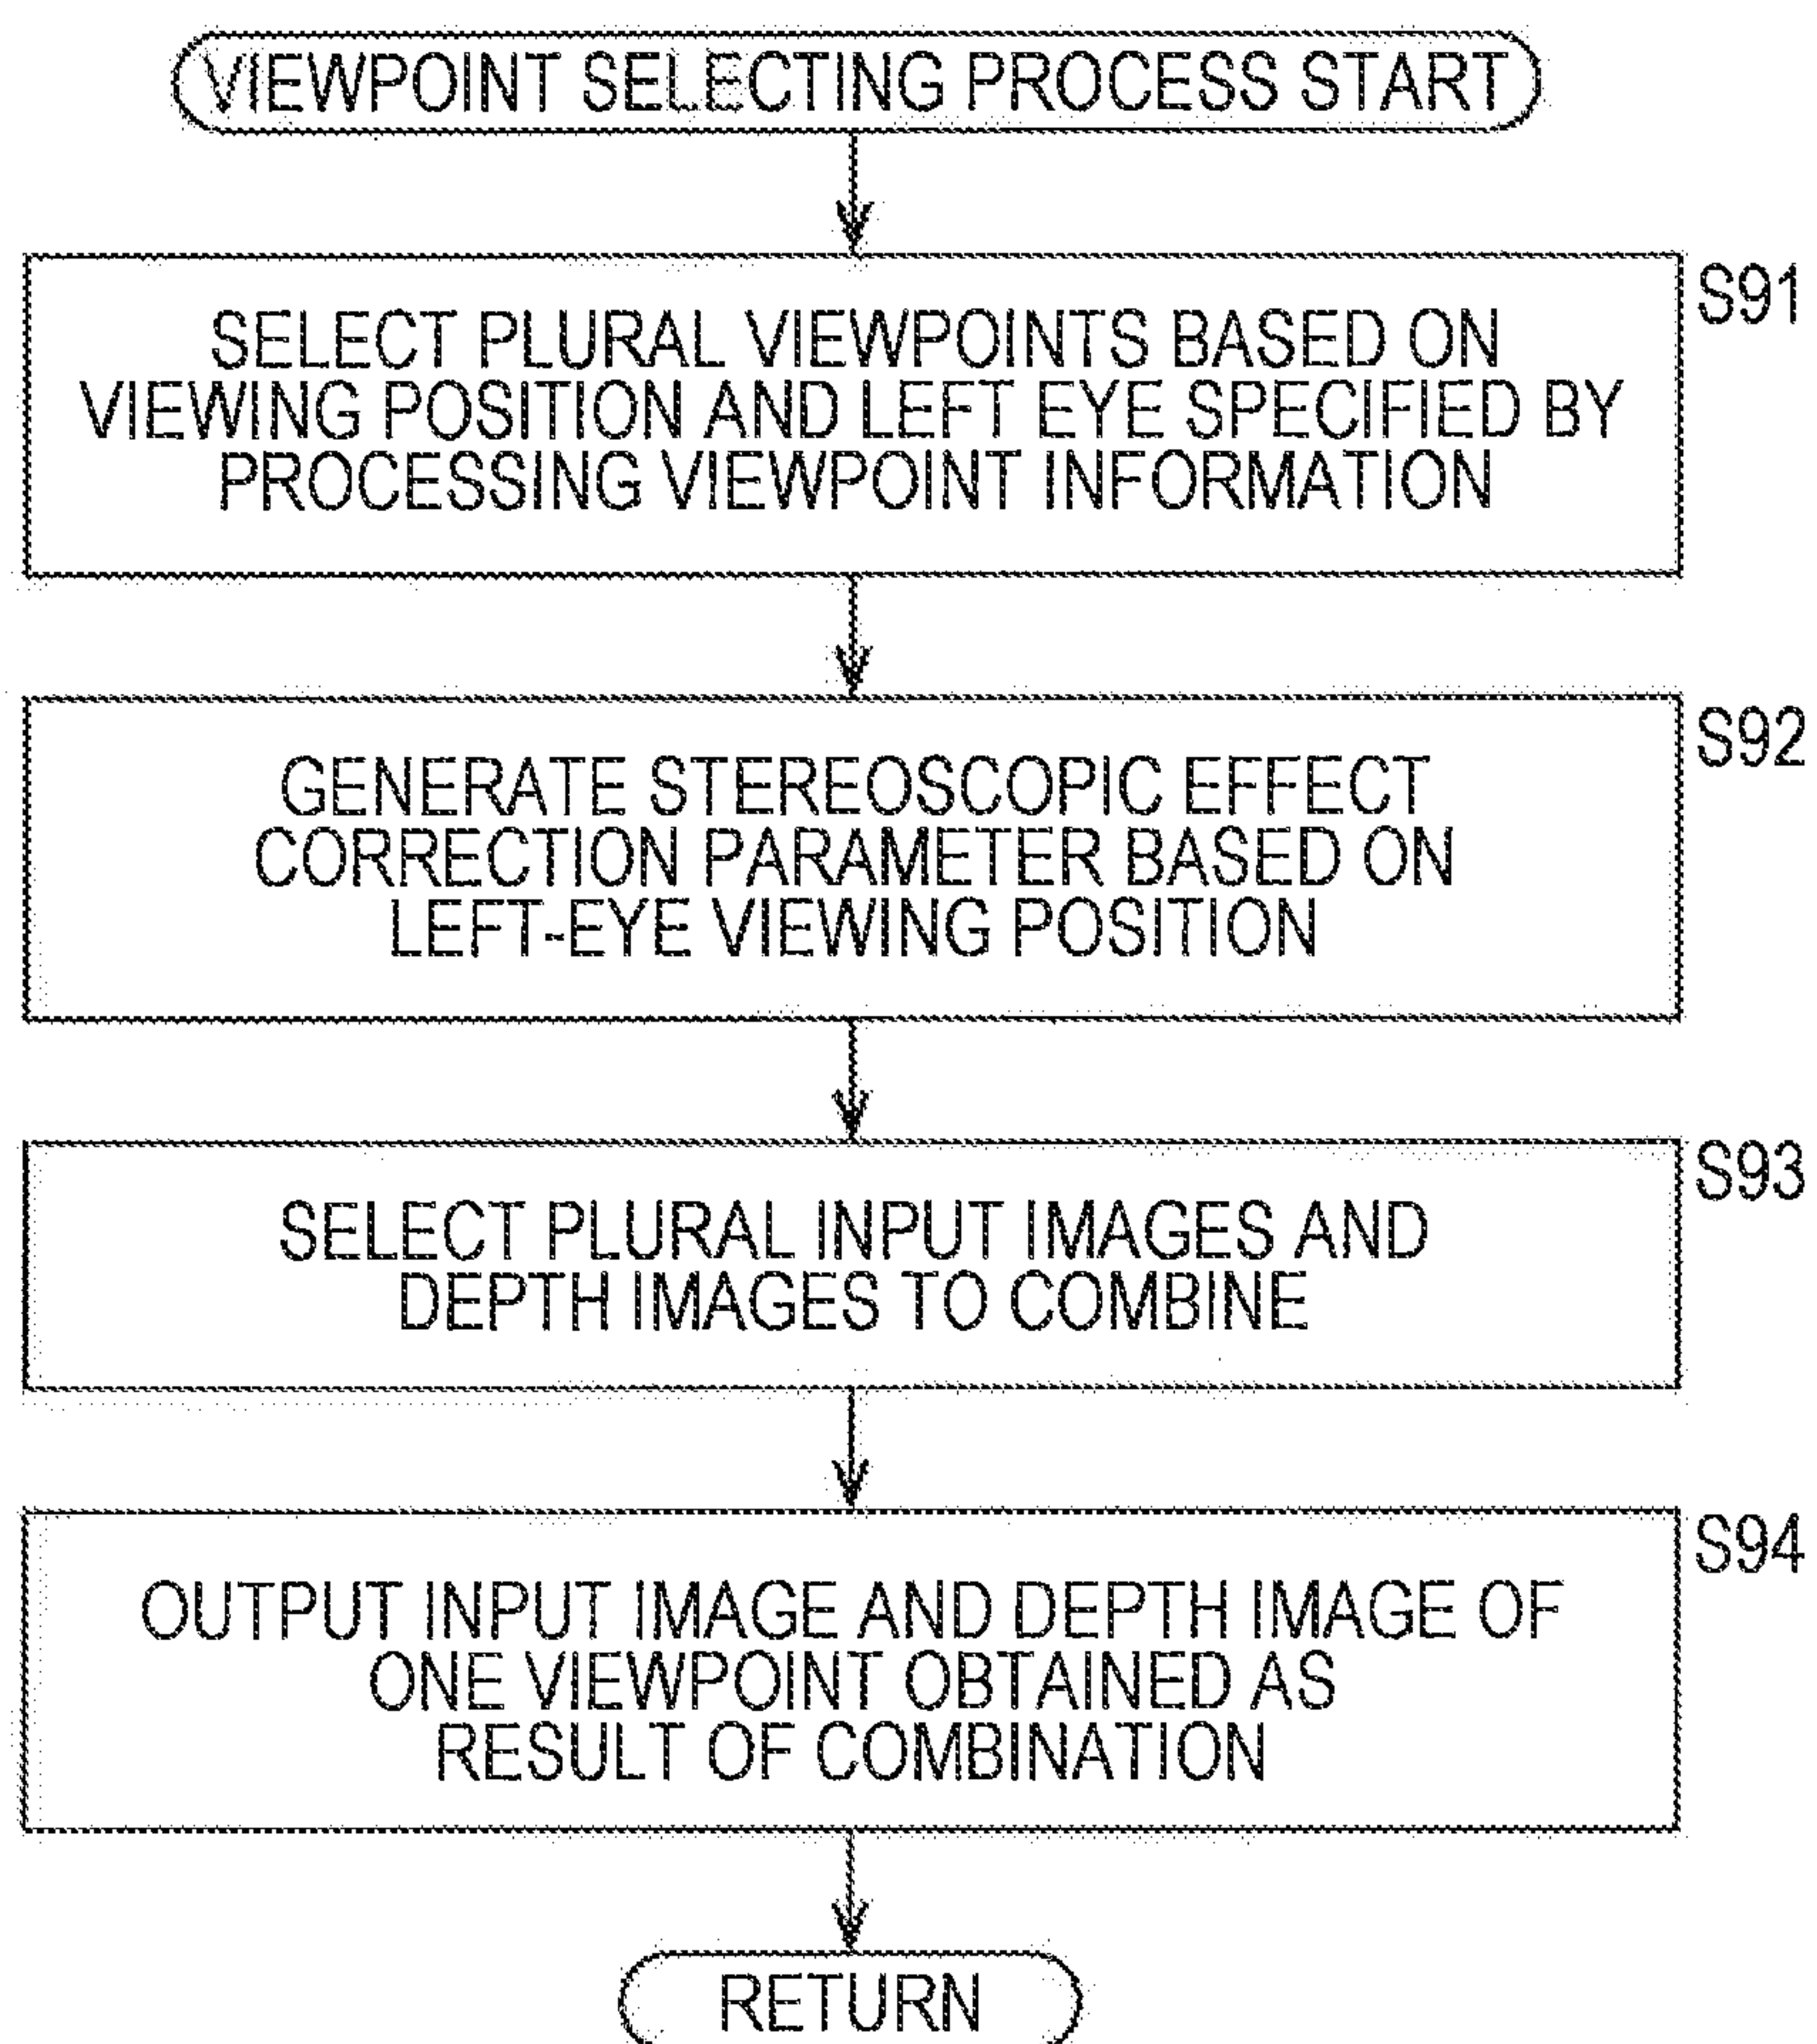 VIEWPOINT SELECTING PROCESS START
S91
SELECT PLURAL VIEWPOINTS BASED ON
VIEWING POSITION AND LEFT EYE SPECIFIED BY
PROCESSING VIEWPOINT INFORMATION
S92
GENERATE STEREOSCOPIC EFFECT
CORRECTION PARAMETER BASED ON
LEFT-EYE VIEWING POSITION
S93
SELECT PLURAL INPUT IMAGES AND
DEPTH IMAGES TO COMBINE
S94
OUTPUT INPUT IMAGE AND DEPTH IMAGE OF
ONE VIEWPOINT OBTAINED AS
RESULT OF COMBINATION
RETURN